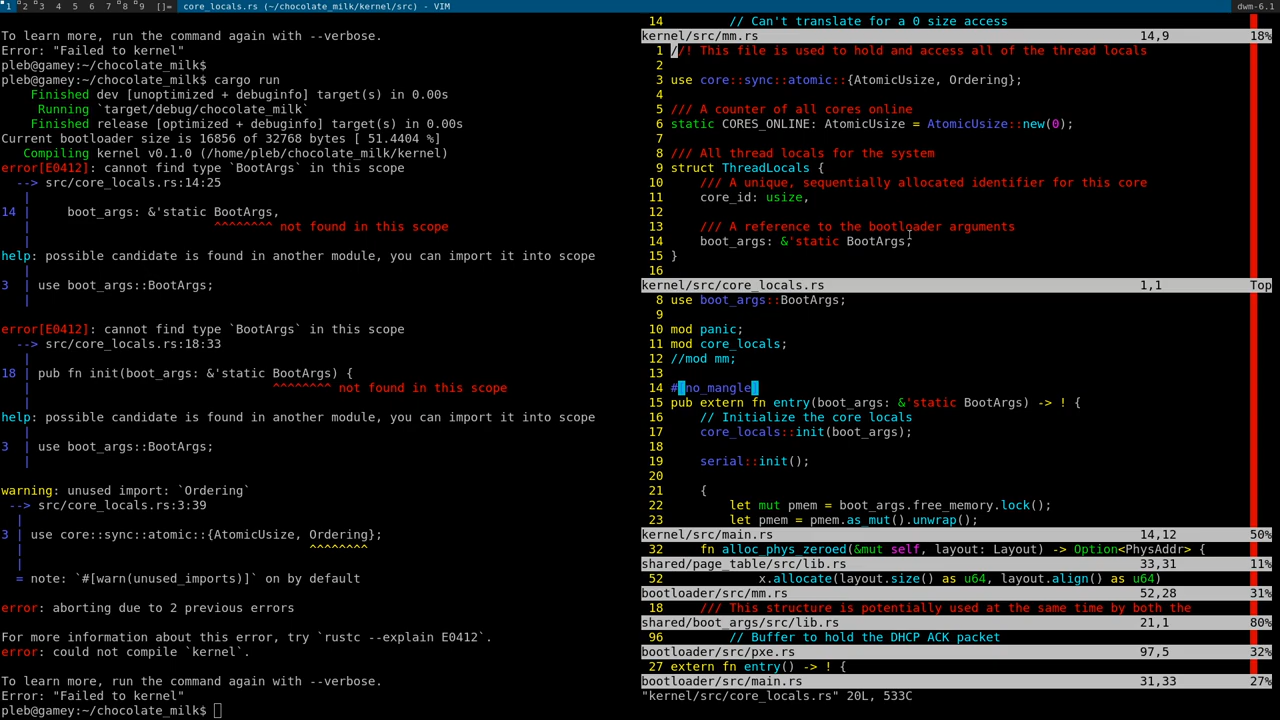 1 2 3 4 5 6 7 8 9 []= core_locals.rs (~/chocolate_milk/kernel/src) - VIM dwm-6.1
To learn more, run the command again with --verbose.
Error: "Failed to kernel"
pleb@gamey:~/chocolate_milk$
pleb@gamey:~/chocolate_milk$ cargo run
    Finished dev [unoptimized + debuginfo] target(s) in 0.00s
     Running `target/debug/chocolate_milk`
    Finished release [optimized + debuginfo] target(s) in 0.00s
Current bootloader size is 16856 of 32768 bytes [ 51.4404 %]
   Compiling kernel v0.1.0 (/home/pleb/chocolate_milk/kernel)
error[E0412]: cannot find type `BootArgs` in this scope
  --> src/core_locals.rs:14:25
   |
14 |     boot_args: &'static BootArgs,
   |                         ^^^^^^^^ not found in this scope
   |
help: possible candidate is found in another module, you can import it into scope
   |
3  | use boot_args::BootArgs;
   |

error[E0412]: cannot find type `BootArgs` in this scope
  --> src/core_locals.rs:18:33
   |
18 | pub fn init(boot_args: &'static BootArgs) {
   |                                 ^^^^^^^^ not found in this scope
   |
help: possible candidate is found in another module, you can import it into scope
   |
3  | use boot_args::BootArgs;
   |

warning: unused import: `Ordering`
 --> src/core_locals.rs:3:39
  |
3 | use core::sync::atomic::{AtomicUsize, Ordering};
  |                                       ^^^^^^^^
  |
  = note: `#[warn(unused_imports)]` on by default

error: aborting due to 2 previous errors

For more information about this error, try `rustc --explain E0412`.
error: could not compile `kernel`.

To learn more, run the command again with --verbose.
Error: "Failed to kernel"
pleb@gamey:~/chocolate_milk$
14         // Can't translate for a 0 size access
kernel/src/mm.rs 14,9 18%
1 //! This file is used to hold and access all of the thread locals
2
3 use core::sync::atomic::{AtomicUsize, Ordering};
4
5 /// A counter of all cores online
6 static CORES_ONLINE: AtomicUsize = AtomicUsize::new(0);
7
8 /// All thread locals for the system
9 struct ThreadLocals {
10     /// A unique, sequentially allocated identifier for this core
11     core_id: usize,
12
13     /// A reference to the bootloader arguments
14     boot_args: &'static BootArgs,
15 }
16
kernel/src/core_locals.rs 1,1 Top
8 use boot_args::BootArgs;
9
10 mod panic;
11 mod core_locals;
12 //mod mm;
13
14 #[no_mangle]
15 pub extern fn entry(boot_args: &'static BootArgs) -> ! {
16     // Initialize the core locals
17     core_locals::init(boot_args);
18
19     serial::init();
20
21     {
22         let mut pmem = boot_args.free_memory.lock();
23         let pmem = pmem.as_mut().unwrap();
kernel/src/main.rs 14,12 50%
32     fn alloc_phys_zeroed(&mut self, layout: Layout) -> Option<PhysAddr> {
shared/page_table/src/lib.rs 33,31 11%
52             x.allocate(layout.size() as u64, layout.align() as u64)
bootloader/src/mm.rs 52,28 31%
18     /// This structure is potentially used at the same time by both the
shared/boot_args/src/lib.rs 21,1 80%
96         // Buffer to hold the DHCP ACK packet
bootloader/src/pxe.rs 97,5 32%
27 extern fn entry() -> ! {
bootloader/src/main.rs 31,33 27%
"kernel/src/core_locals.rs" 20L, 533C